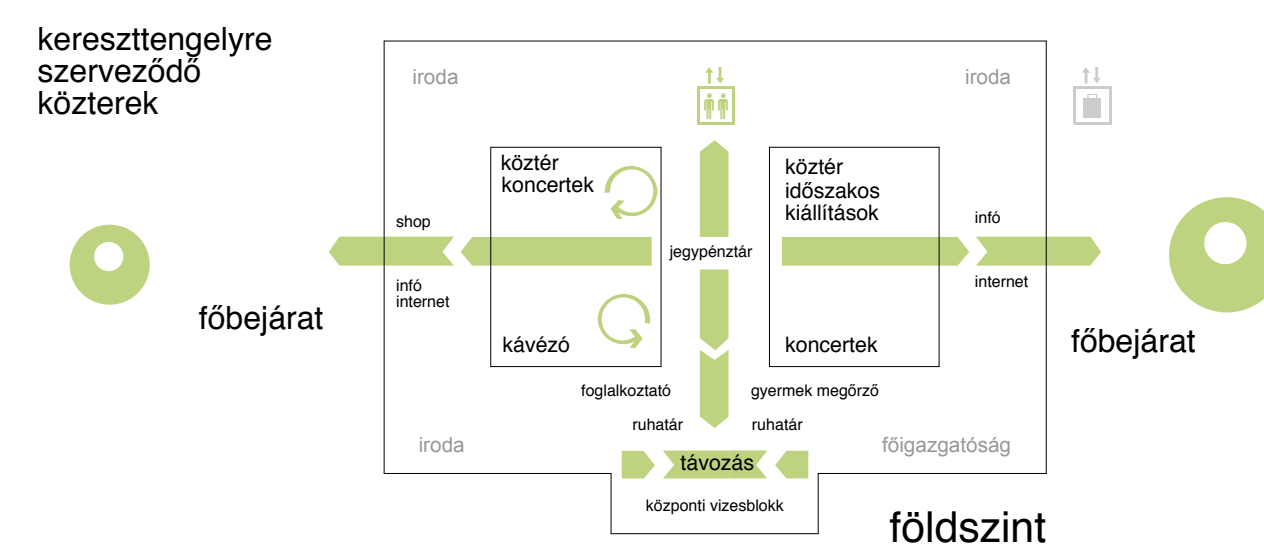 kereszttengelyre
szerveződő
közterek
iroda
iroda
köztér
koncertek
köztér
időszakos
kiállítások
shop
infó
jegypénztár
infó
internet
internet
főbejárat
főbejárat
kávézó
koncertek
foglalkoztató
gyermek megőrző
ruhatár
ruhatár
iroda
főigazgatóság
távozás
központi vizesblokk
földszint